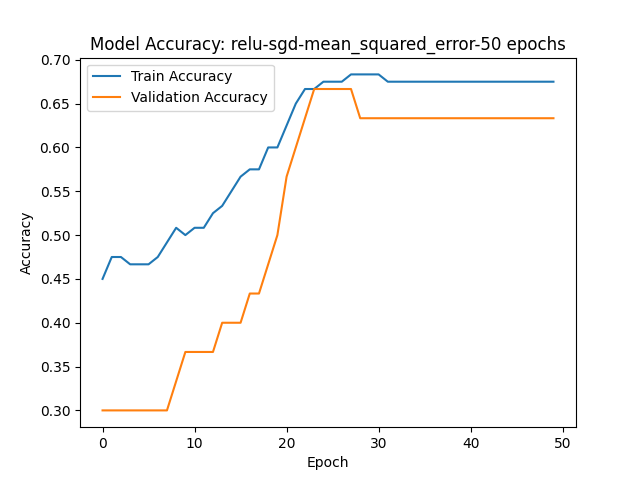 Model Accuracy: relu-sgd-mean_squared_error-50 epochs
Train Accuracy
Validation Accuracy
0.70
0.65
0.60
0.55
0.50
0.45
0.40
0.35
0.30
Accuracy
0 10 20 30 40 50
Epoch